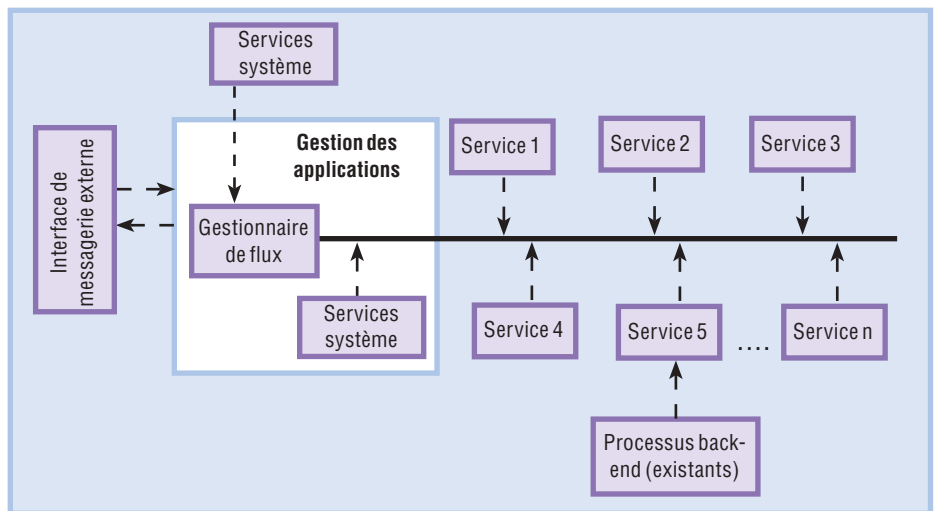 Services
système
Gestion des
applications
Interface de
messagerie externe
Gestionnaire
de flux
Services
système
Service 1
Service 2
Service 3
Service 4
Service 5
....
Service n
Processus back-
end (existants)